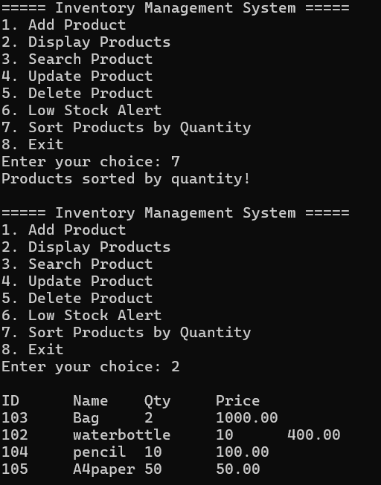 ===== Inventory Management System =====
1. Add Product
2. Display Products
3. Search Product
4. Update Product
5. Delete Product
6. Low Stock Alert
7. Sort Products by Quantity
8. Exit
Enter your choice: 7
Products sorted by quantity!

===== Inventory Management System =====
1. Add Product
2. Display Products
3. Search Product
4. Update Product
5. Delete Product
6. Low Stock Alert
7. Sort Products by Quantity
8. Exit
Enter your choice: 2

ID      Name    Qty     Price
103     Bag     2       1000.00
102     waterbottle     10      400.00
104     pencil  10      100.00
105     A4paper 50      50.00